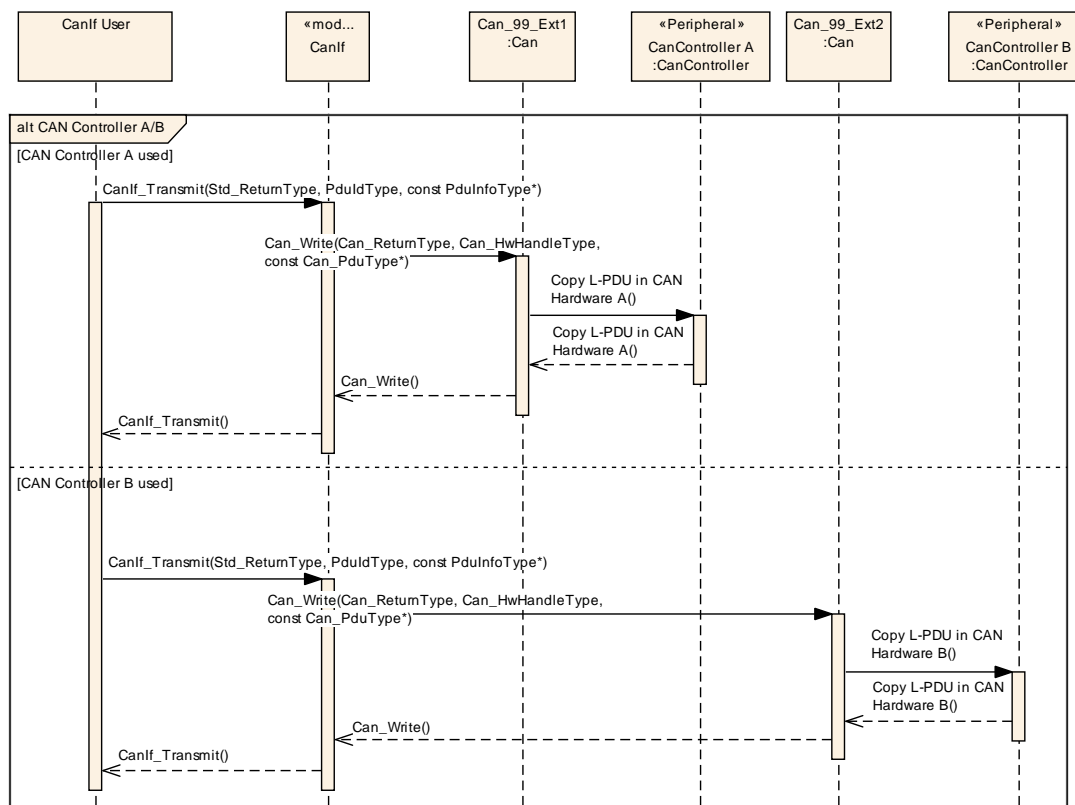 CanIf User
«mod...
CanIf
Can_99_Ext1
:Can
«Peripheral»
CanController A
:CanController
Can_99_Ext2
:Can
«Peripheral»
CanController B
:CanController
alt CAN Controller A/B
[CAN Controller A used]
CanIf_Transmit(Std_ReturnType, PduIdType, const PduInfoType*)
Can_Write(Can_ReturnType, Can_HwHandleType,
const Can_PduType*)
Copy L-PDU in CAN
Hardware A()
Copy L-PDU in CAN
Hardware A()
Can_Write()
CanIf_Transmit()
[CAN Controller B used]
CanIf_Transmit(Std_ReturnType, PduIdType, const PduInfoType*)
Can_Write(Can_ReturnType, Can_HwHandleType,
const Can_PduType*)
Copy L-PDU in CAN
Hardware B()
Copy L-PDU in CAN
Hardware B()
Can_Write()
CanIf_Transmit()